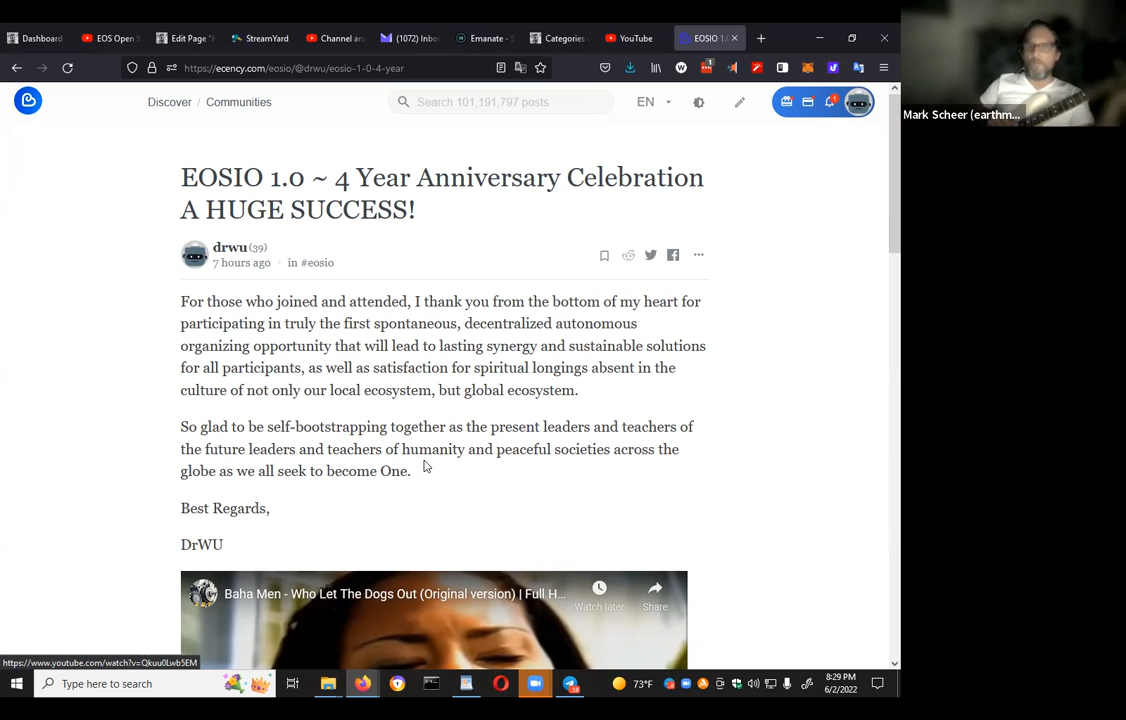 Dashboard
EOS Open S
Edit Page "H
StreamYard
Channel an
(1072) Inbo
Emanate - S
Categories
YouTube
EOSIO 1.0
https://ecency.com/eosio/@drwu/eosio-1-0-4-year
1
Mark Scheer (earthm...
Discover / Communities
Search 101,191,797 posts
EN
1
EOSIO 1.0 ~ 4 Year Anniversary Celebration
A HUGE SUCCESS!
drwu (39)
7 hours ago · in #eosio
For those who joined and attended, I thank you from the bottom of my heart for
participating in truly the first spontaneous, decentralized autonomous
organizing opportunity that will lead to lasting synergy and sustainable solutions
for all participants, as well as satisfaction for spiritual longings absent in the
culture of not only our local ecosystem, but global ecosystem.
So glad to be self-bootstrapping together as the present leaders and teachers of
the future leaders and teachers of humanity and peaceful societies across the
globe as we all seek to become One.
Best Regards,
DrWU
Baha Men - Who Let The Dogs Out (Original version) | Full H...
Watch later
Share
https://www.youtube.com/watch?v=Qkuu0Lwb5EM
Type here to search
73°F
8:29 PM
6/2/2022